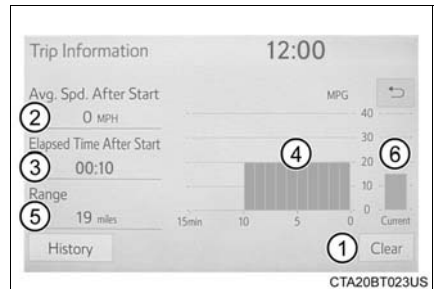 Trip Information 12:00
Avg. Spd. After Start MPG
2 0 MPH
40
Elapsed Time After Start
30
3 00:10
4 20 6
Range
10
5 19 miles
0
15min 10 5 0 Current
History 1 Clear
CTA20BT023US